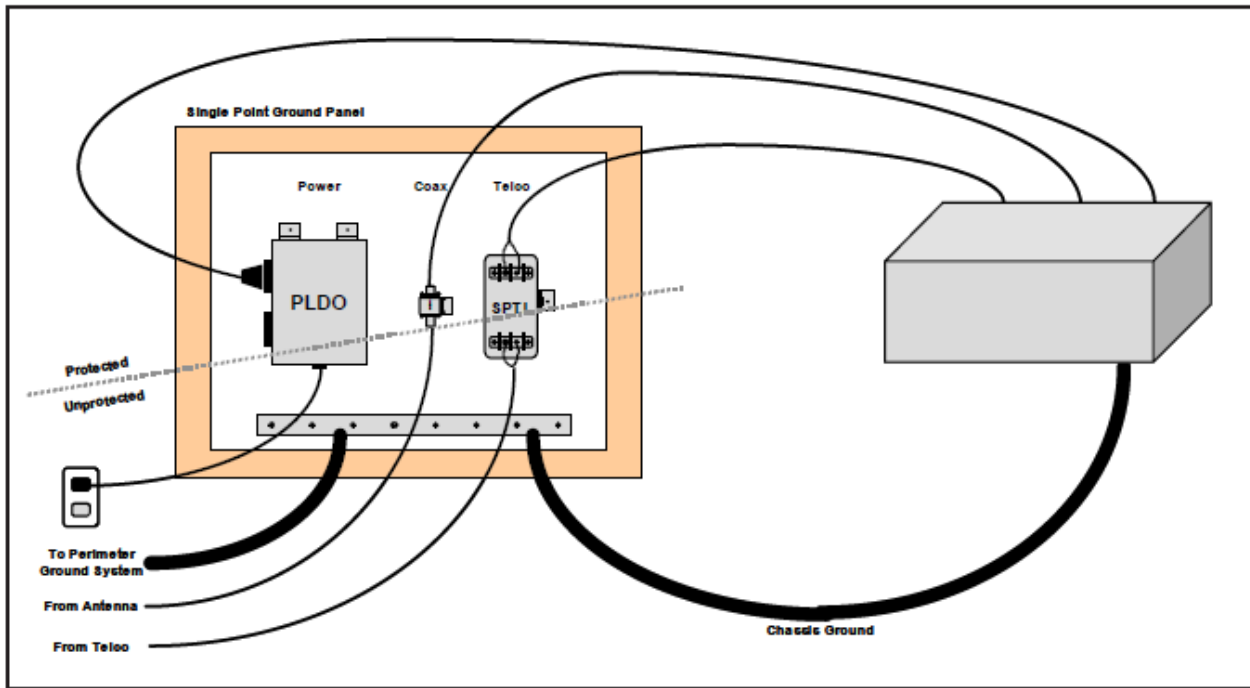 Single Point Ground Panel
Power
Coax
Telco
PLDO
SPTI
Protected
Unprotected
To Perimeter
Ground System
From Antenna
From Telco
Chassis Ground